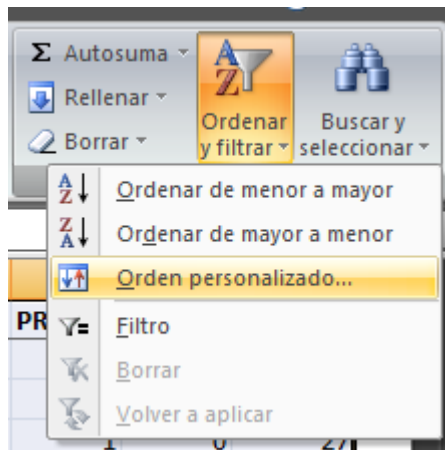 Σ Autosuma
Rellenar
Borrar
Ordenar
y filtrar
Buscar y
seleccionar
Ordenar de menor a mayor
Ordenar de mayor a menor
Orden personalizado...
PR
Filtro
Borrar
Volver a aplicar